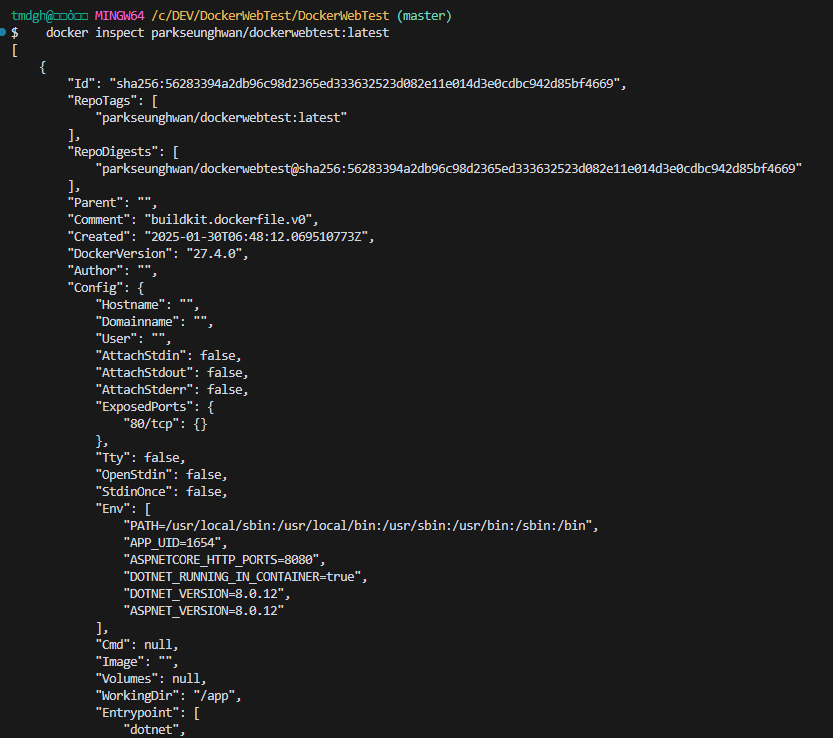 tmdgh@ MINGW64 /c/DEV/DockerWebTest/DockerWebTest (master)
$ docker inspect parkseunghwan/dockerwebtest:latest
[
    {
        "Id": "sha256:56283394a2db96c98d2365ed333632523d082e11e014d3e0cdbc942d85bf4669",
        "RepoTags": [
            "parkseunghwan/dockerwebtest:latest"
        ],
        "RepoDigests": [
            "parkseunghwan/dockerwebtest@sha256:56283394a2db96c98d2365ed333632523d082e11e014d3e0cdbc942d85bf4669"
        ],
        "Parent": "",
        "Comment": "buildkit.dockerfile.v0",
        "Created": "2025-01-30T06:48:12.069510773Z",
        "DockerVersion": "27.4.0",
        "Author": "",
        "Config": {
            "Hostname": "",
            "Domainname": "",
            "User": "",
            "AttachStdin": false,
            "AttachStdout": false,
            "AttachStderr": false,
            "ExposedPorts": {
                "80/tcp": {}
            },
            "Tty": false,
            "OpenStdin": false,
            "StdinOnce": false,
            "Env": [
                "PATH=/usr/local/sbin:/usr/local/bin:/usr/sbin:/usr/bin:/sbin:/bin",
                "APP_UID=1654",
                "ASPNETCORE_HTTP_PORTS=8080",
                "DOTNET_RUNNING_IN_CONTAINER=true",
                "DOTNET_VERSION=8.0.12",
                "ASPNET_VERSION=8.0.12"
            ],
            "Cmd": null,
            "Image": "",
            "Volumes": null,
            "WorkingDir": "/app",
            "Entrypoint": [
                "dotnet",